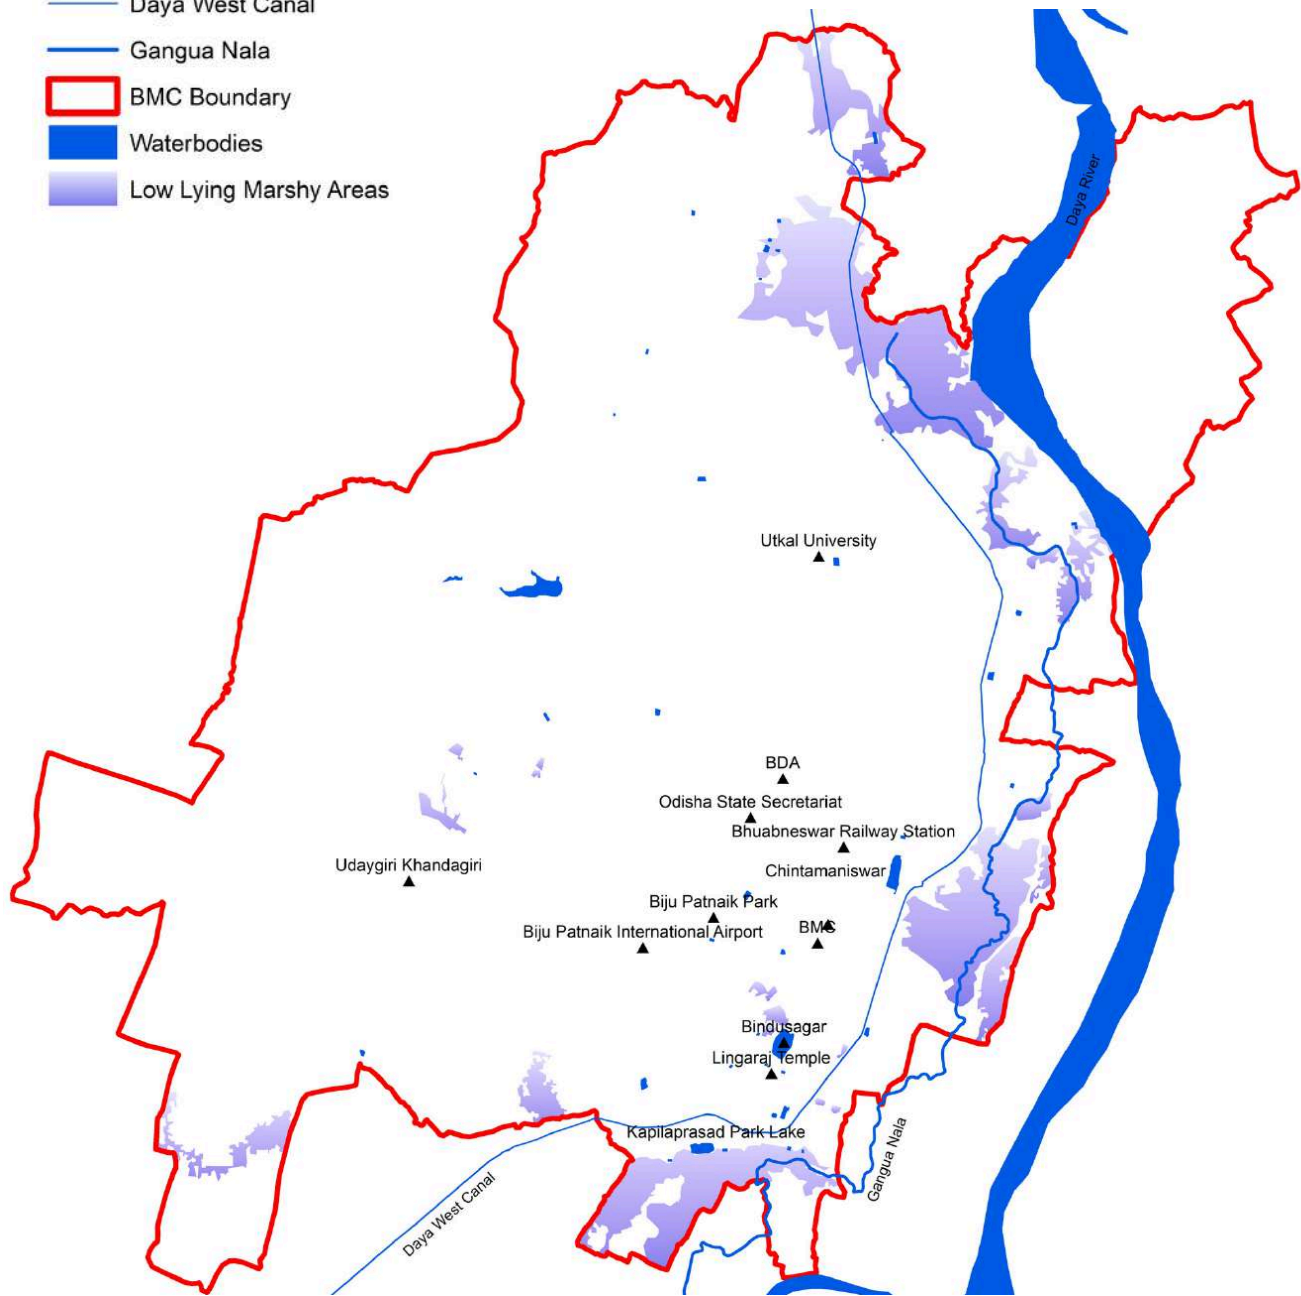 Daya West Canal
Gangua Nala
BMC Boundary
Waterbodies
Low Lying Marshy Areas
Daya River
Utkal University
BDA
Odisha State Secretariat
Bhuabneswar Railway Station
Chintamaniswar
Udaygiri Khandagiri
Biju Patnaik Park
Biju Patnaik International Airport
BMC
Bindusagar
Lingaraj Temple
Kapilaprasad Park Lake
Gangua Nala
Daya West Canal